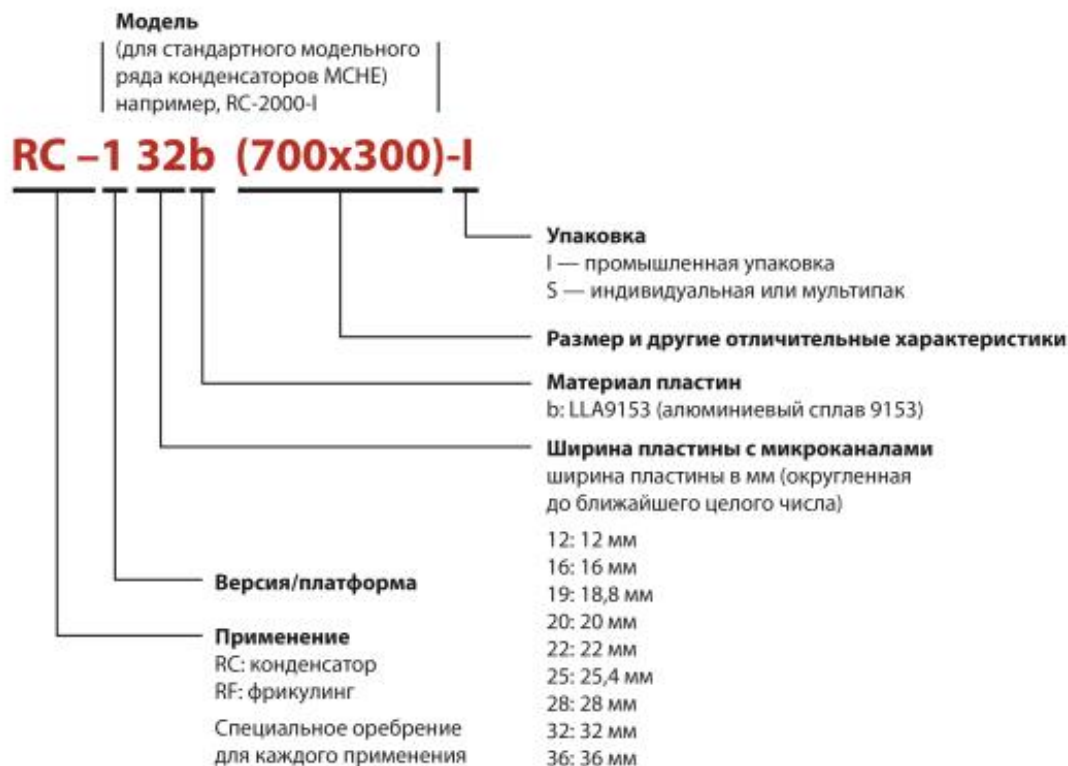 Модель
(для стандартного модельного
ряда конденсаторов MCHE)
например, RC-2000-I
RC –1 32b (700x300)-I
Упаковка
I — промышленная упаковка
S — индивидуальная или мультипак
Размер и другие отличительные характеристики
Материал пластин
b: LLA9153 (алюминиевый сплав 9153)
Ширина пластины с микроканалами
ширина пластины в мм (округленная
до ближайшего целого числа)
12: 12 мм
16: 16 мм
19: 18,8 мм
20: 20 мм
22: 22 мм
25: 25,4 мм
28: 28 мм
32: 32 мм
36: 36 мм
Версия/платформа
Применение
RC: конденсатор
RF: фрикулинг
Специальное оребрение
для каждого применения